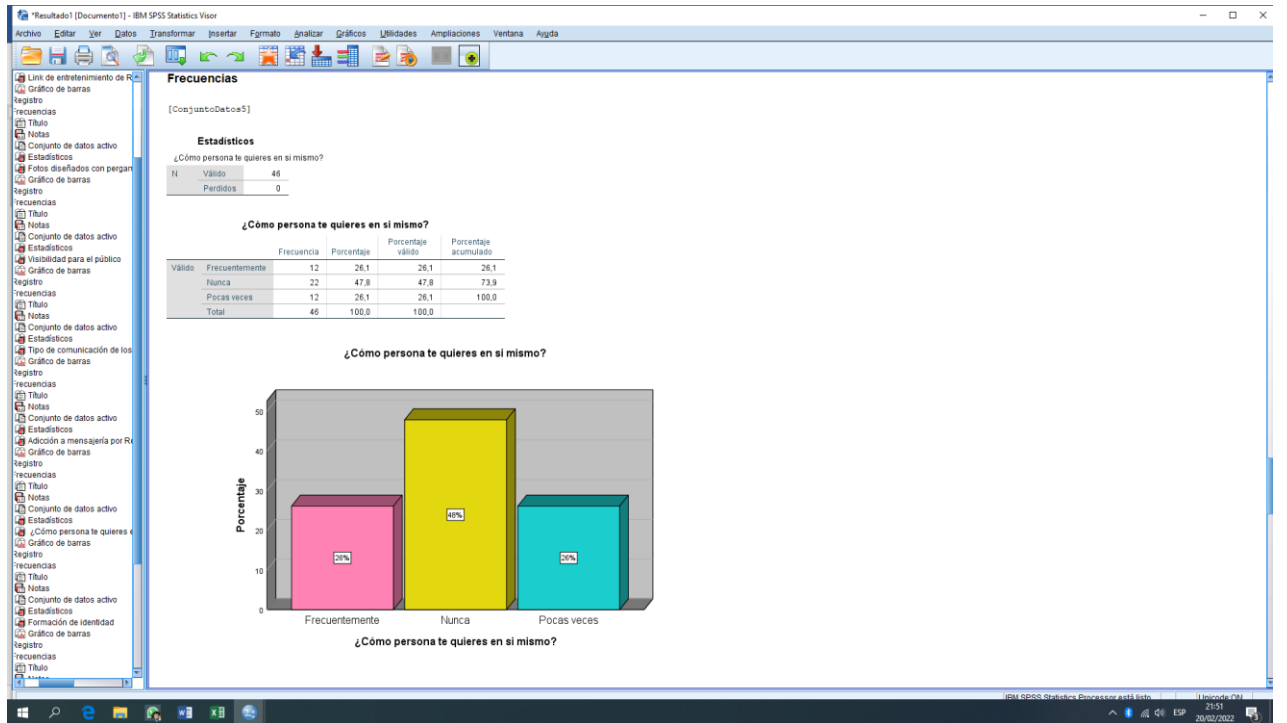 *Resultado1 [Documento1] - IBM SPSS Statistics Visor
Archivo Editar Ver Datos Transformar Insertar Formato Analizar Gráficos Utilidades Ampliaciones Ventana Ayuda
Link de entretenimiento de R
Gráfico de barras
Registro
Frecuencias
Título
Notas
Conjunto de datos activo
Estadísticos
Fotos diseñados con pergam
Gráfico de barras
Registro
Frecuencias
Título
Notas
Conjunto de datos activo
Estadísticos
Visibilidad para el público
Gráfico de barras
Registro
Frecuencias
Título
Notas
Conjunto de datos activo
Estadísticos
Tipo de comunicación de los
Gráfico de barras
Registro
Frecuencias
Título
Notas
Conjunto de datos activo
Estadísticos
Adicción a mensajería por Re
Gráfico de barras
Registro
Frecuencias
Título
Notas
Conjunto de datos activo
Estadísticos
¿Cómo persona te quieres e
Gráfico de barras
Registro
Frecuencias
Título
Notas
Conjunto de datos activo
Estadísticos
Formación de identidad
Gráfico de barras
Registro
Frecuencias
Título
Frecuencias
[ConjuntoDatos5]
Estadísticos
¿Cómo persona te quieres en si mismo?
N Válido 46
Perdidos 0
¿Cómo persona te quieres en si mismo?
Frecuencia Porcentaje Porcentaje válido Porcentaje acumulado
Válido Frecuentemente 12 26,1 26,1 26,1
Nunca 22 47,8 47,8 73,9
Pocas veces 12 26,1 26,1 100,0
Total 46 100,0 100,0
¿Cómo persona te quieres en si mismo?
Porcentaje
50
40
30
20
10
0
26%
48%
26%
Frecuentemente Nunca Pocas veces
¿Cómo persona te quieres en si mismo?
IBM SPSS Statistics Processor está listo Unicode:ON
ESP
21:51
20/02/2022